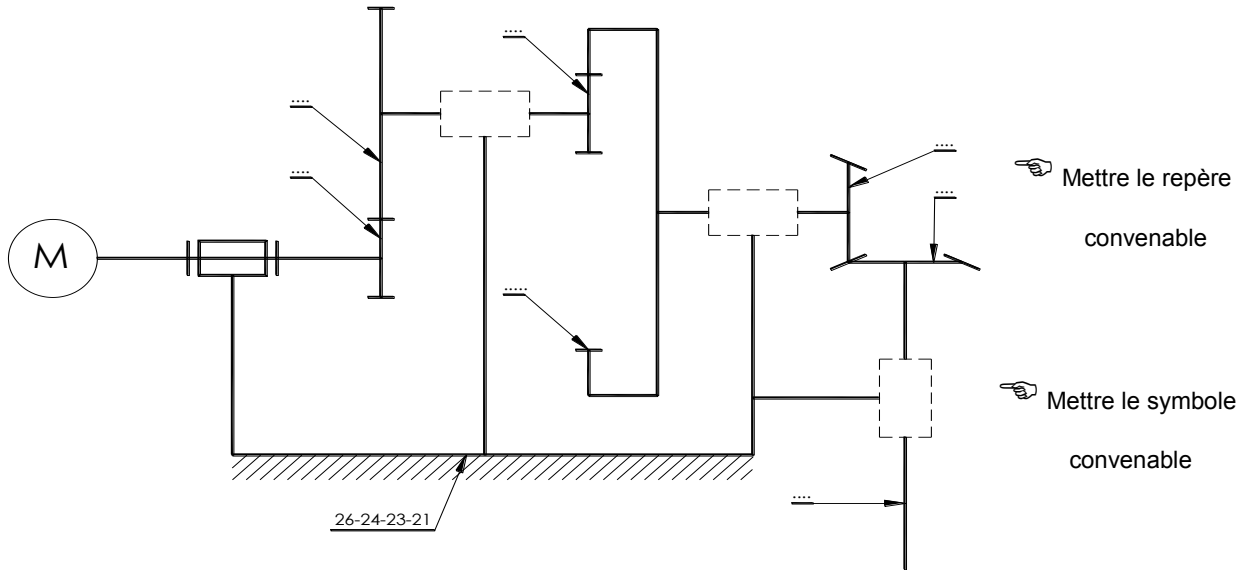 ....
....
....
....
....
M
☞ Mettre le repère
convenable
.....
☞ Mettre le symbole
convenable
....
26-24-23-21